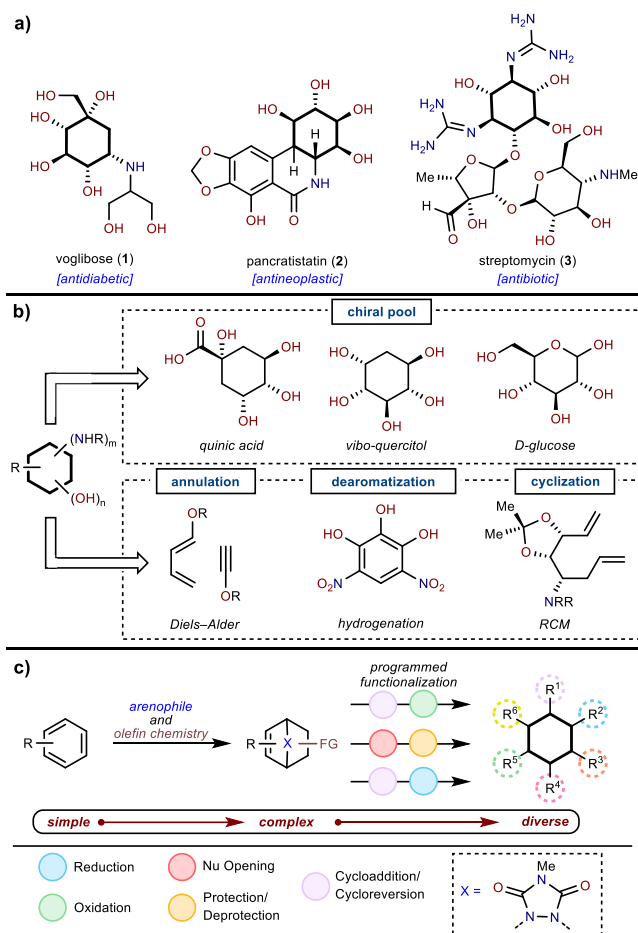 a)
HO
OH
HO
HO
OH
NH
HO
OH
voglibose (1)
[antidiabetic]
OH
HO
OH
H
OH
H
O
O
NH
OH
O
pancratistatin (2)
[antineoplastic]
NH2
N
NH2
HO
OH
H2N
N
H2N
O
HO
O
O
Me
NHMe
H
OH
O
O
OH
OH
streptomycin (3)
[antibiotic]
b)
chiral pool
O
OH
HO
OH
OH
OH
quinic acid
HO
HO
OH
OH
OH
vibo-quercitol
HO
O
OH
OH
OH
OH
D-glucose
(NHR)m
R
(OH)n
annulation
dearomatization
cyclization
OR
OR
Diels–Alder
OH
HO
OH
O2N
NO2
hydrogenation
Me
O
Me
O
NRR
RCM
c)
programmed
functionalization
arenophile
and
olefin chemistry
R
R
X
FG
R1
R2
R3
R4
R5
R6
simple
complex
diverse
Reduction
Nu Opening
Cycloaddition/
Cycloreversion
Oxidation
Protection/
Deprotection
X =
Me
N
O
O
N
N